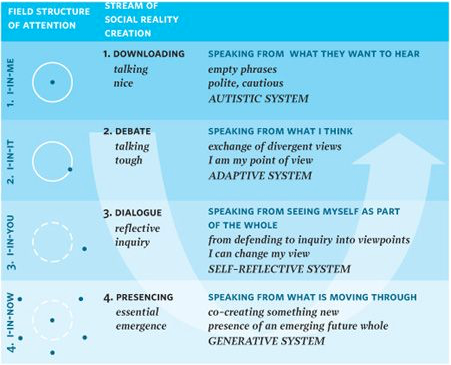 FIELD STRUCTURE
OF ATTENTION
STREAM OF
SOCIAL REALITY
CREATION
1. I-IN-ME
1. DOWNLOADING
talking
nice
SPEAKING FROM WHAT THEY WANT TO HEAR
empty phrases
polite, cautious
AUTISTIC SYSTEM
2. I-IN-IT
2. DEBATE
talking
tough
SPEAKING FROM WHAT I THINK
exchange of divergent views
I am my point of view
ADAPTIVE SYSTEM
3. I-IN-YOU
3. DIALOGUE
reflective
inquiry
SPEAKING FROM SEEING MYSELF AS PART
OF THE WHOLE
from defending to inquiry into viewpoints
I can change my view
SELF-REFLECTIVE SYSTEM
4. I-IN-NOW
4. PRESENCING
essential
emergence
SPEAKING FROM WHAT IS MOVING THROUGH
co-creating something new
presence of an emerging future whole
GENERATIVE SYSTEM